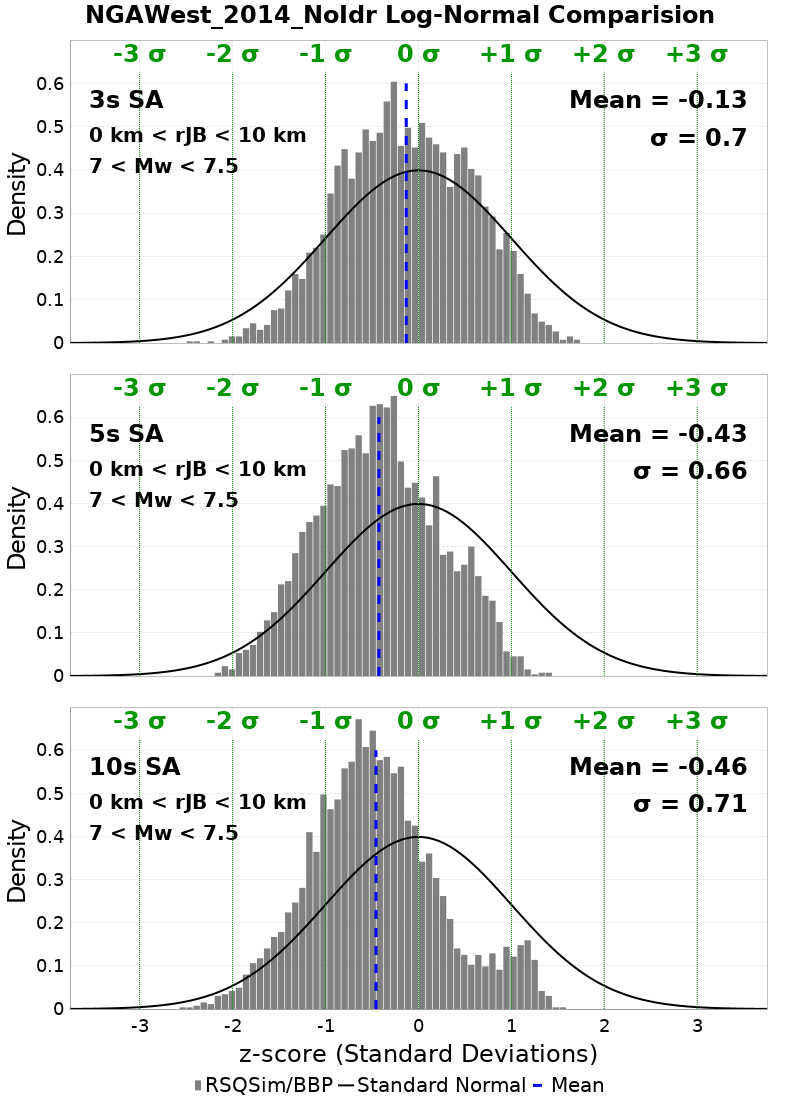 NGAWest_2014_NoIdr Log-Normal Comparision
-3 σ -2 σ -1 σ 0 σ +1 σ +2 σ +3 σ
3s SA
0 km < rJB < 10 km
7 < Mw < 7.5
Mean = -0.13
σ = 0.7
Density
0.6
0.5
0.4
0.3
0.2
0.1
0
-3 σ -2 σ -1 σ 0 σ +1 σ +2 σ +3 σ
5s SA
0 km < rJB < 10 km
7 < Mw < 7.5
Mean = -0.43
σ = 0.66
Density
0.6
0.5
0.4
0.3
0.2
0.1
0
-3 σ -2 σ -1 σ 0 σ +1 σ +2 σ +3 σ
10s SA
0 km < rJB < 10 km
7 < Mw < 7.5
Mean = -0.46
σ = 0.71
Density
0.6
0.5
0.4
0.3
0.2
0.1
0
-3 -2 -1 0 1 2 3
z-score (Standard Deviations)
RSQSim/BBP Standard Normal Mean